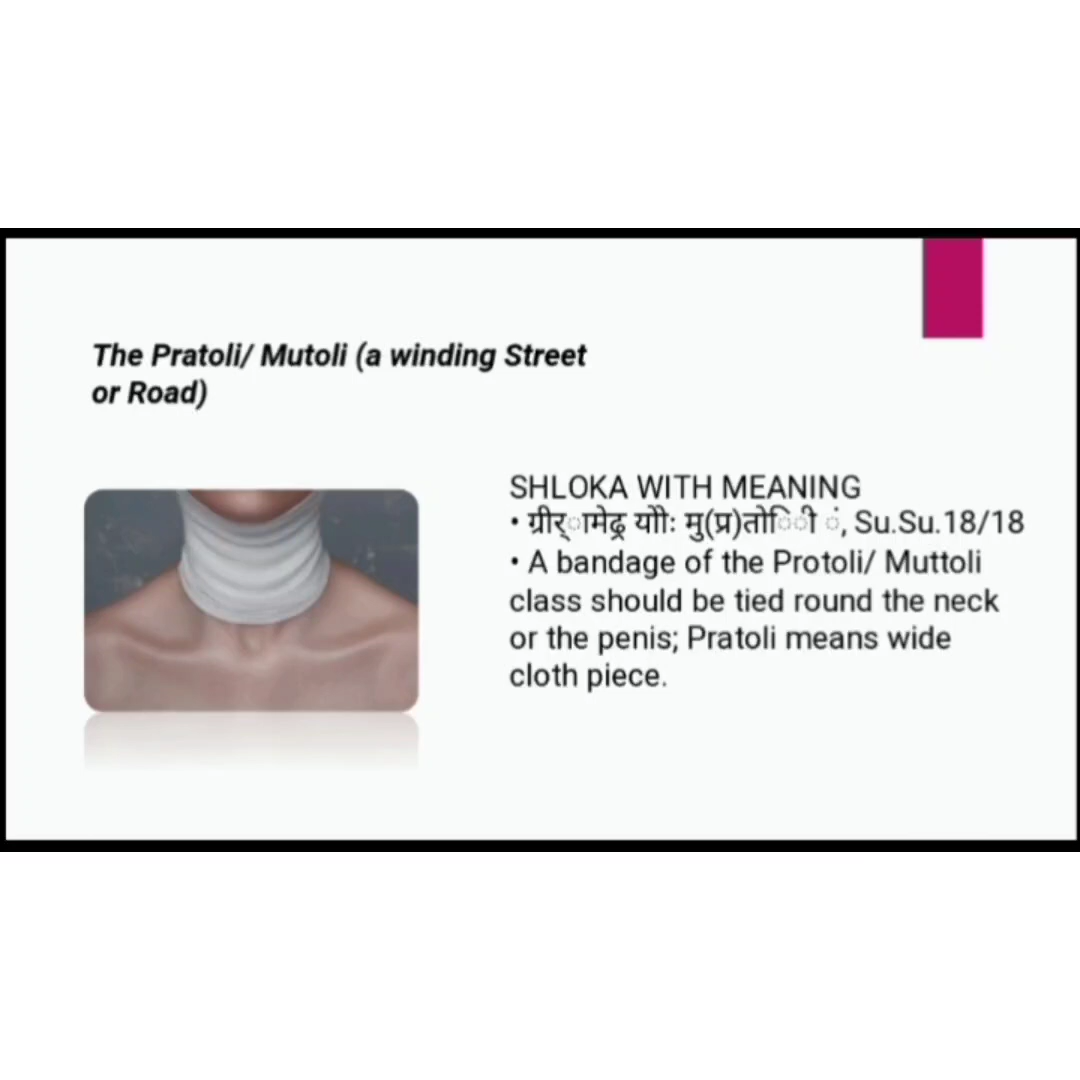 The Pratoli/ Mutoli (a winding Street
or Road)
SHLOKA WITH MEANING
• ग्रीर्ामेद्र योीः मु(प्र)तोिी ं, Su.Su.18/18
• A bandage of the Protoli/ Muttoli
class should be tied round the neck
or the penis; Pratoli means wide
cloth piece.